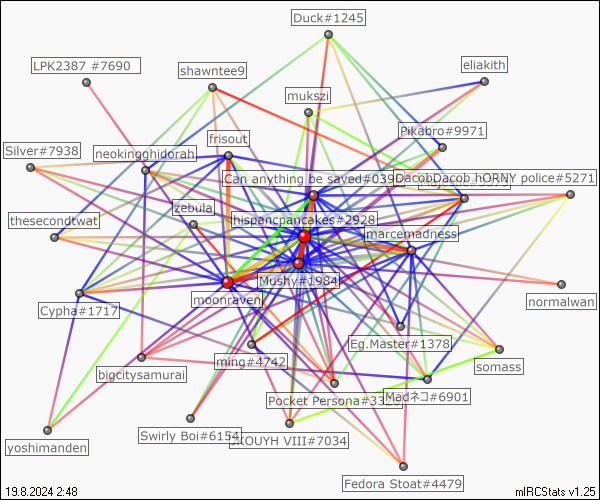 Duck#1245
LPK2387 #7690
shawntee9
eliakith
mukszi
Pikabro#9971
frisout
Silver#7938
neokingghidorah
Can anything be saved#039
DacobDacob hORNY police#5271
zebula
thesecondtwat
hispancpancakes#2928
marcemadness
Mushy#1984
moonraven
normalwan
Cypha#1717
Eg.Master#1378
ming#4742
somass
bigcitysamurai
Pocket Persona#3326
Madネコ#6901
Swirly Boi#6154
JKOUYH VIII#7034
yoshimanden
Fedora Stoat#4479
19.8.2024 2:48
mIRCStats v1.25